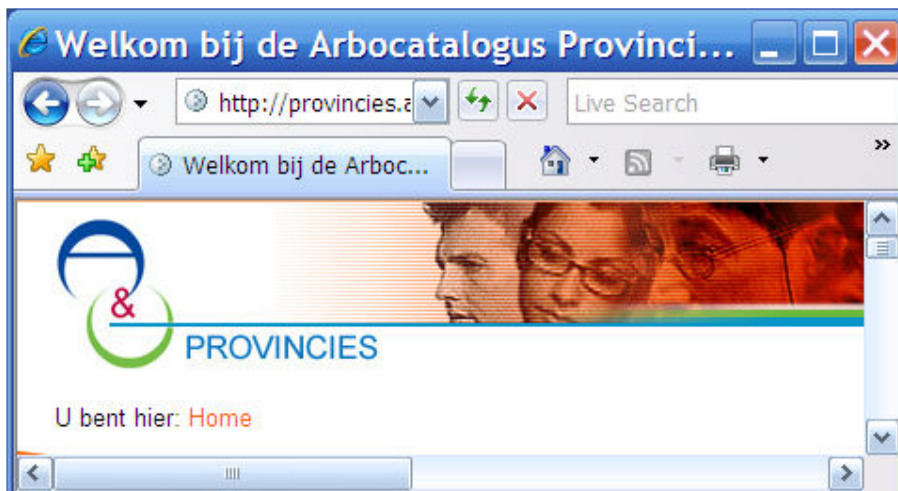 Welkom bij de Arbocatalogus Provinci...
http://provincies.a
Live Search
Welkom bij de Arboc...
»
A
&
PROVINCIES
U bent hier: Home